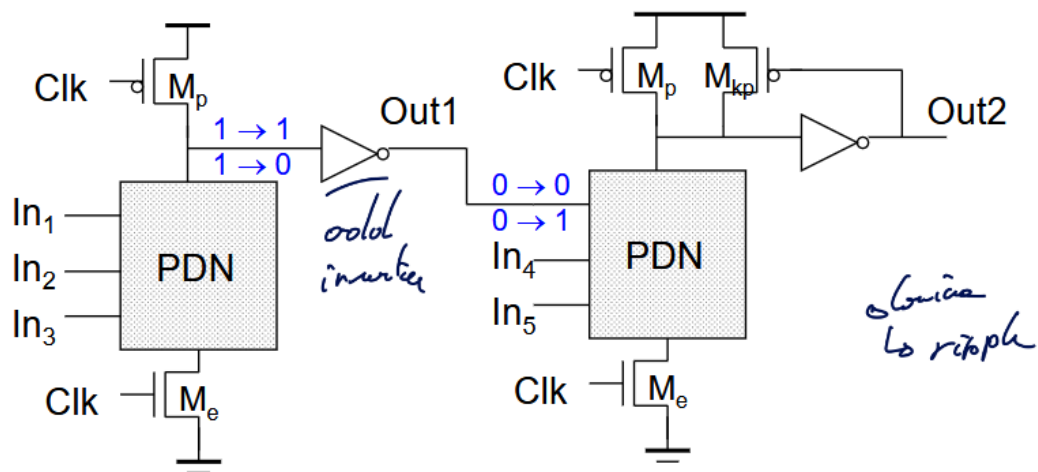 Clk
Mp
1 → 1
1 → 0
Out1
In1
In2
In3
PDN
add
inverter
Clk
Me
Clk
Mp
Mkp
Out2
0 → 0
0 → 1
In4
In5
PDN
Clk
Me